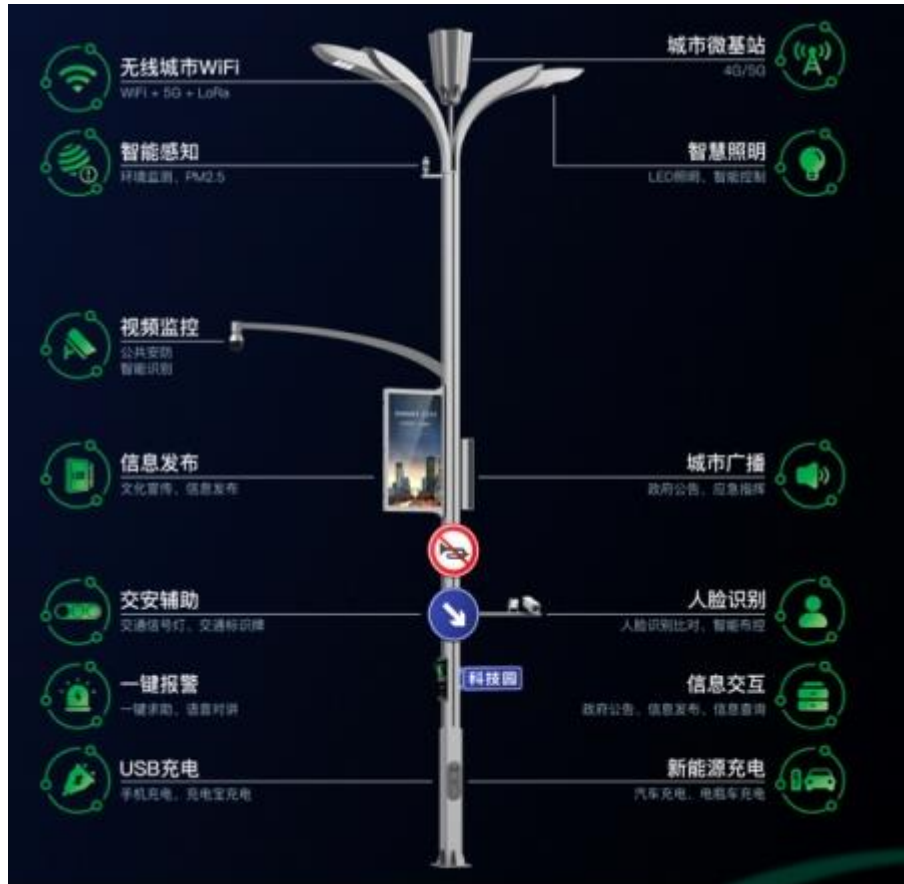 无线城市WiFi
WiFi + 5G + LoRa
城市微基站
4G/5G
智能感知
环境监测、PM2.5
智慧照明
LED照明、智能控制
视频监控
公共安防
智能识别
信息发布
文化宣传、信息发布
城市广播
政府公告、应急指挥
交安辅助
交通信号灯、交通标识牌
人脸识别
人脸识别比对、智能布控
一键报警
一键求助、语音对讲
科技园
信息交互
政府公告、信息发布、信息查询
USB充电
手机充电、充电宝充电
新能源充电
汽车充电、电瓶车充电